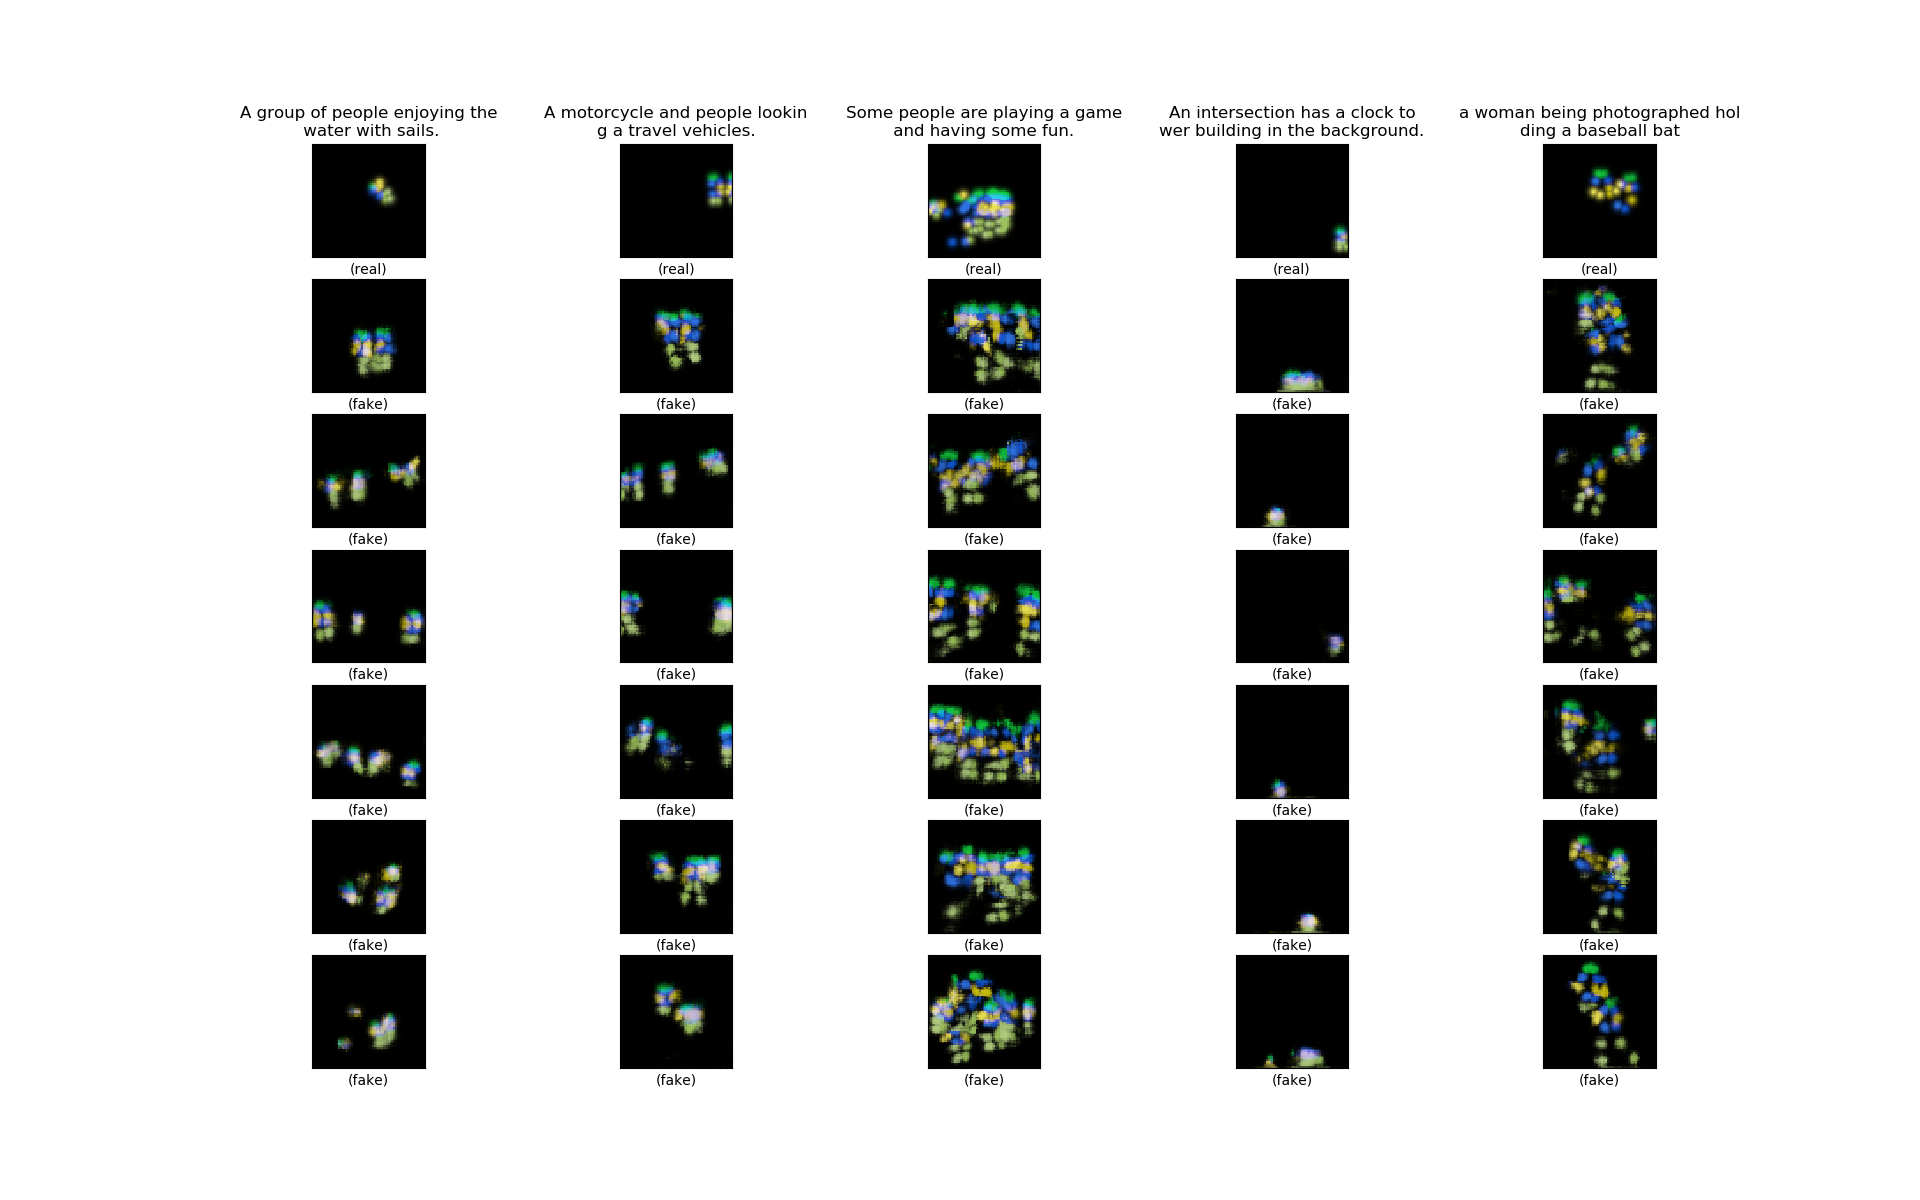 A group of people enjoying the
water with sails.
A motorcycle and people lookin
g a travel vehicles.
Some people are playing a game
and having some fun.
An intersection has a clock to
wer building in the background.
a woman being photographed hol
ding a baseball bat
(real) (real) (real) (real) (real)
(fake) (fake) (fake) (fake) (fake)
(fake) (fake) (fake) (fake) (fake)
(fake) (fake) (fake) (fake) (fake)
(fake) (fake) (fake) (fake) (fake)
(fake) (fake) (fake) (fake) (fake)
(fake) (fake) (fake) (fake) (fake)